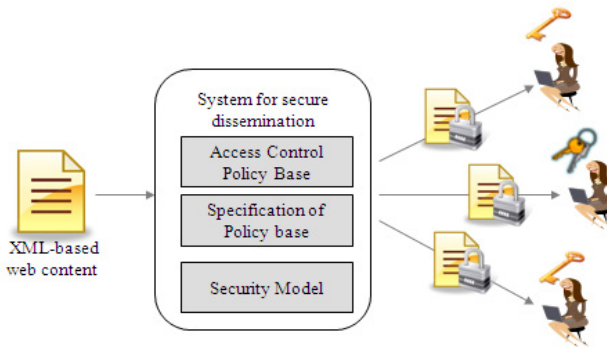 System for secure
dissemination
Access Control
Policy Base
Specification of
Policy base
Security Model
XML-based
web content